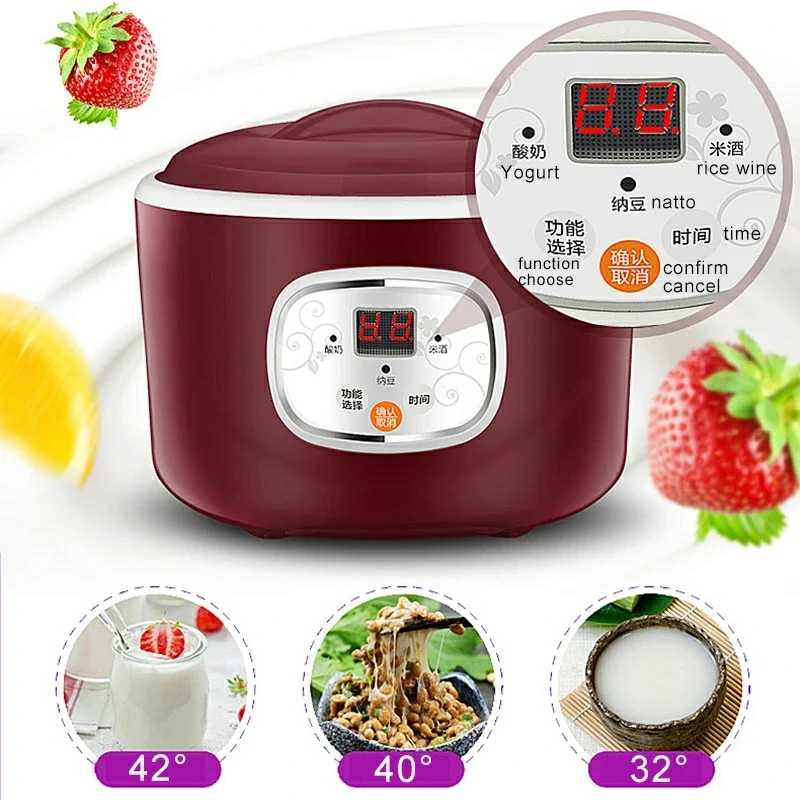 8.8.
酸奶
Yogurt
米酒
rice wine
纳豆 natto
功能
选择
function
choose
确认
取消
confirm
cancel
时间 time
8.8.
酸奶
米酒
纳豆
功能
选择
确认
取消
时间
42°
40°
32°